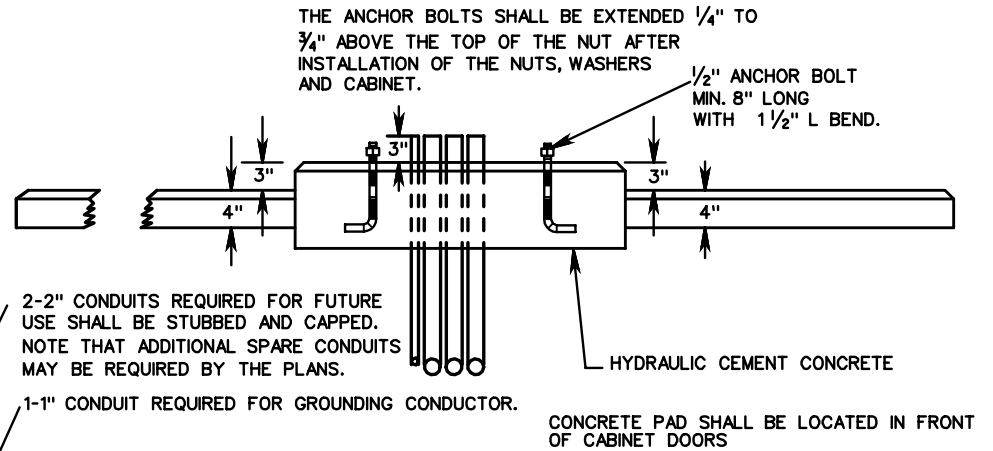 THE ANCHOR BOLTS SHALL BE EXTENDED 1/4" TO
3/4" ABOVE THE TOP OF THE NUT AFTER
INSTALLATION OF THE NUTS, WASHERS
AND CABINET.
1/2" ANCHOR BOLT
MIN. 8" LONG
WITH 1 1/2" L BEND.
3"
3"
3"
4"
4"
2-2" CONDUITS REQUIRED FOR FUTURE
USE SHALL BE STUBBED AND CAPPED.
NOTE THAT ADDITIONAL SPARE CONDUITS
MAY BE REQUIRED BY THE PLANS.
HYDRAULIC CEMENT CONCRETE
1-1" CONDUIT REQUIRED FOR GROUNDING CONDUCTOR.
CONCRETE PAD SHALL BE LOCATED IN FRONT
OF CABINET DOORS